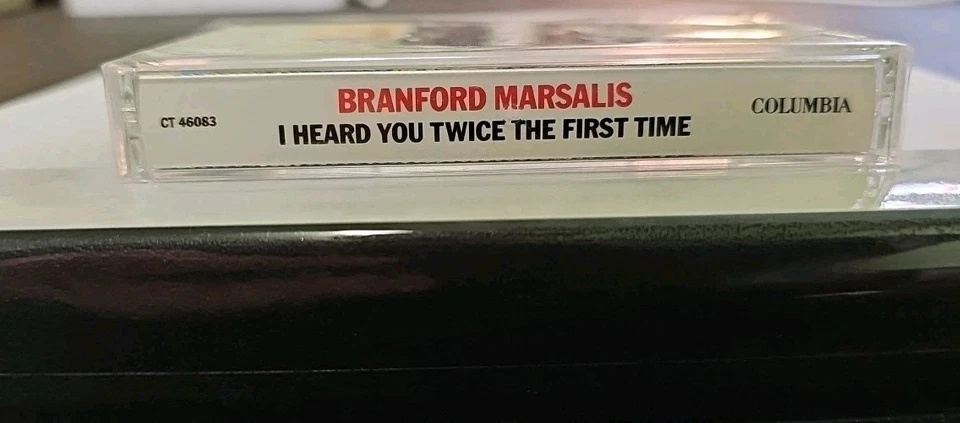 BRANFORD MARSALIS
CT 46083
I HEARD YOU TWICE THE FIRST TIME
COLUMBIA